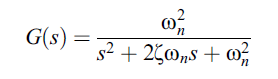 G(s) = ω_n^2 / (s^2 + 2ζω_n s + ω_n^2)